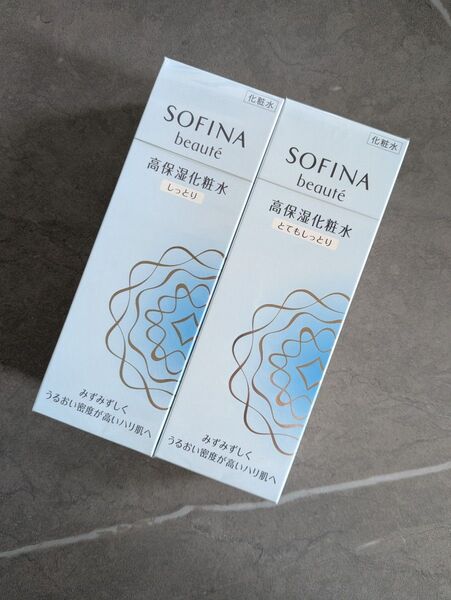 化粧水
SOFINA
beauté
高保湿化粧水
しっとり
みずみずしく
うるおい密度が高いハリ肌へ
化粧水
SOFINA
beauté
高保湿化粧水
とてもしっとり
みずみずしく
うるおい密度が高いハリ肌へ